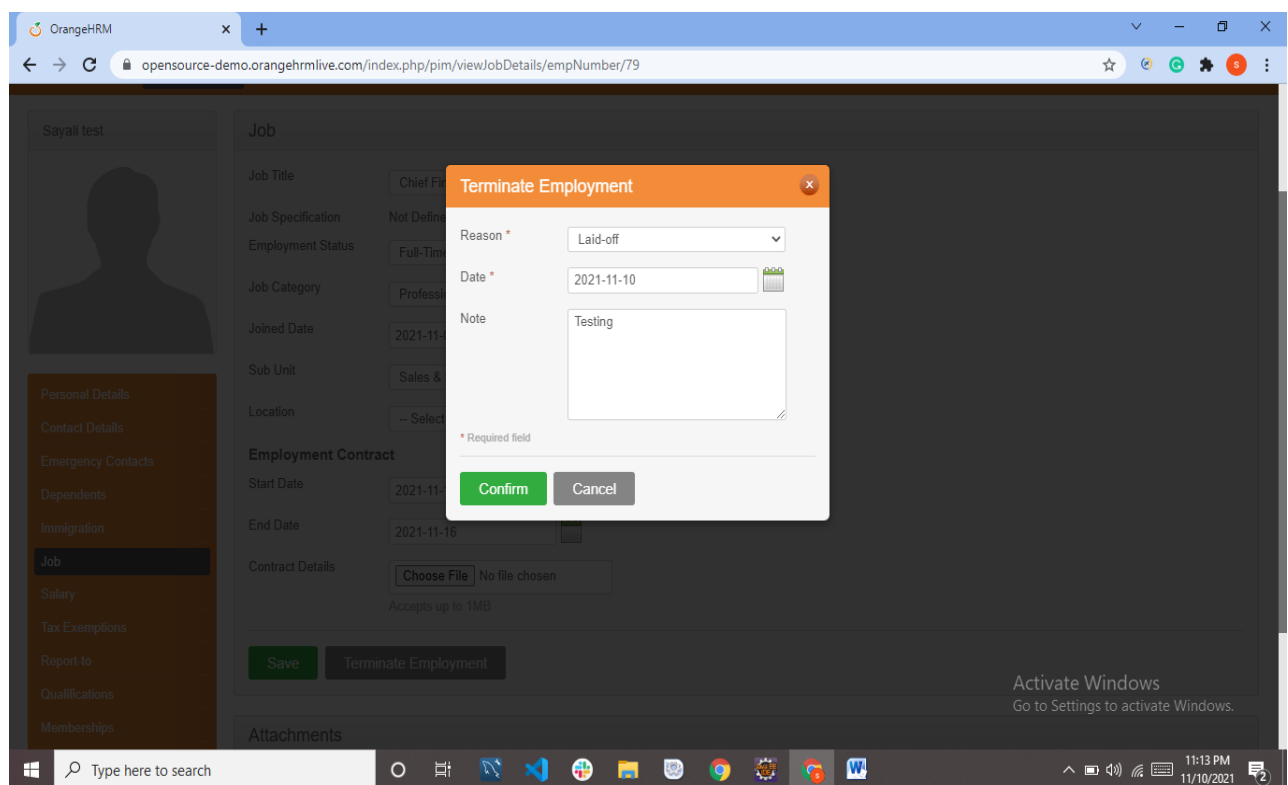 OrangeHRM
opensource-demo.orangehrmlive.com/index.php/pim/viewJobDetails/empNumber/79
Sayali test
Job
Job Title
Chief Fin
Job Specification Not Define
Employment Status
Full-Time
Job Category
Professi
Joined Date
2021-11-
Sub Unit
Sales &
Location
-- Select
Employment Contract
Start Date
2021-11-
End Date
2021-11-16
Contract Details
Choose File No file chosen
Accepts up to 1MB
Save Terminate Employment
Attachments
Terminate Employment
x
Reason * Laid-off
Date * 2021-11-10
Note Testing
* Required field
Confirm Cancel
Personal Details
Contact Details
Emergency Contacts
Dependents
Immigration
Job
Salary
Tax Exemptions
Report-to
Qualifications
Memberships
Activate Windows
Go to Settings to activate Windows.
Type here to search
11:13 PM
11/10/2021
2